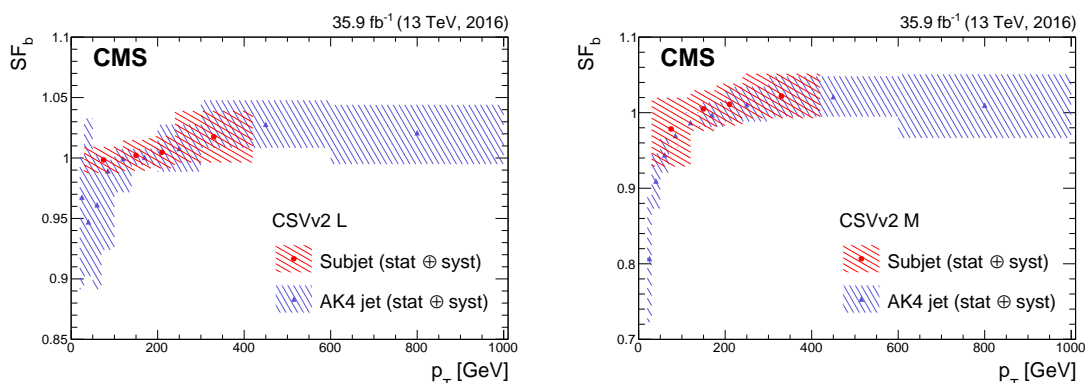 35.9 fb⁻¹ (13 TeV, 2016)
CMS
SF_b
1.1
1.05
1
0.95
0.9
0.85
CSVv2 L
Subjet (stat ⊕ syst)
AK4 jet (stat ⊕ syst)
0 200 400 600 800 1000
p_T [GeV]
35.9 fb⁻¹ (13 TeV, 2016)
CMS
SF_b
1.1
1
0.9
0.8
0.7
CSVv2 M
Subjet (stat ⊕ syst)
AK4 jet (stat ⊕ syst)
0 200 400 600 800 1000
p_T [GeV]